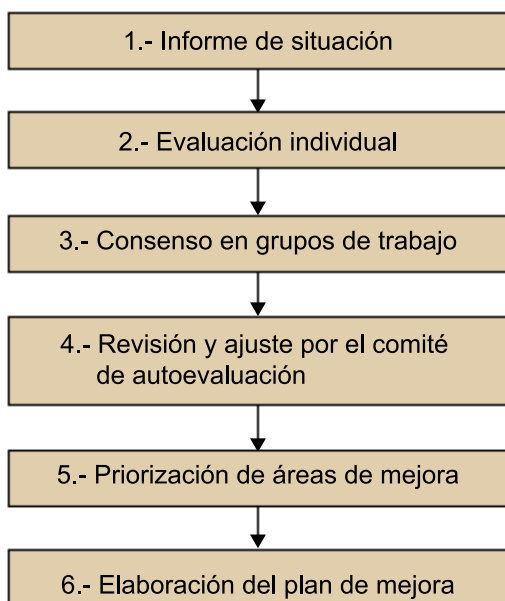 1.- Informe de situación
2.- Evaluación individual
3.- Consenso en grupos de trabajo
4.- Revisión y ajuste por el comité
de autoevaluación
5.- Priorización de áreas de mejora
6.- Elaboración del plan de mejora